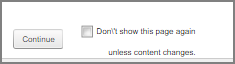 Continue
Don\'t show this page again
unless content changes.